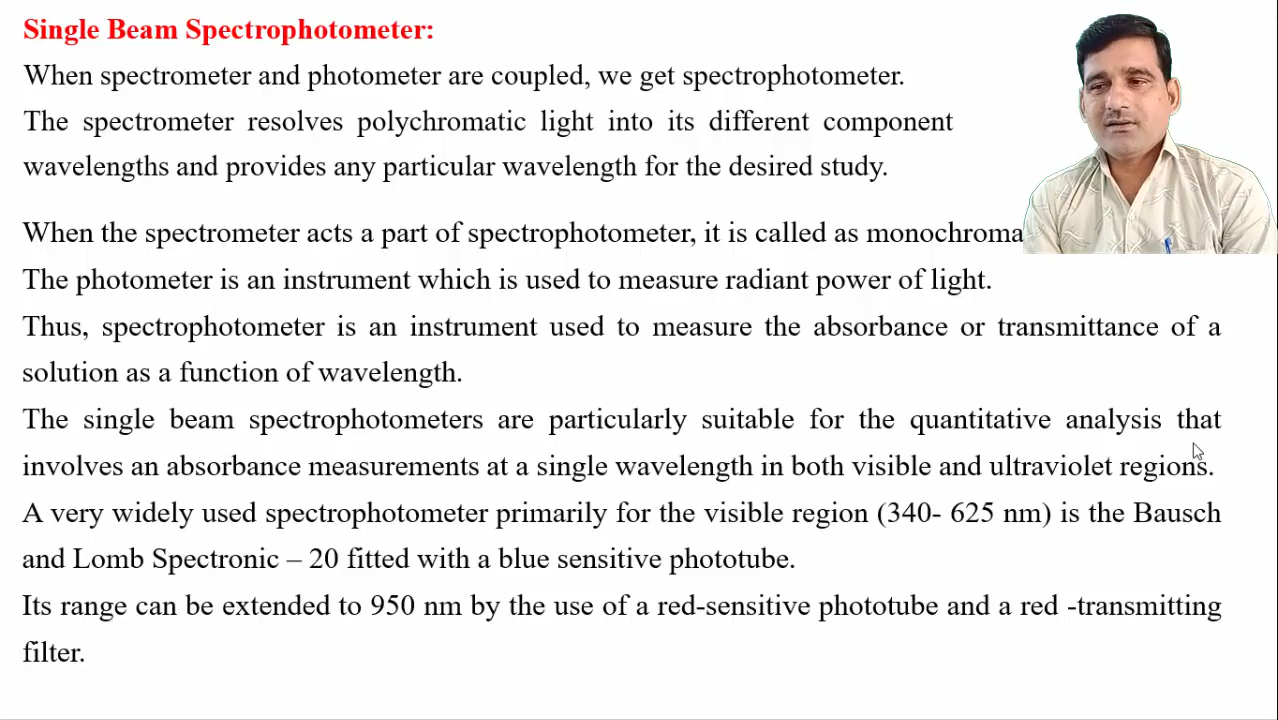 Single Beam Spectrophotometer:
When spectrometer and photometer are coupled, we get spectrophotometer.
The spectrometer resolves polychromatic light into its different component
wavelengths and provides any particular wavelength for the desired study.
When the spectrometer acts a part of spectrophotometer, it is called as monochroma
The photometer is an instrument which is used to measure radiant power of light.
Thus, spectrophotometer is an instrument used to measure the absorbance or transmittance of a
solution as a function of wavelength.
The single beam spectrophotometers are particularly suitable for the quantitative analysis that
involves an absorbance measurements at a single wavelength in both visible and ultraviolet regions.
A very widely used spectrophotometer primarily for the visible region (340- 625 nm) is the Bausch
and Lomb Spectronic – 20 fitted with a blue sensitive phototube.
Its range can be extended to 950 nm by the use of a red-sensitive phototube and a red -transmitting
filter.